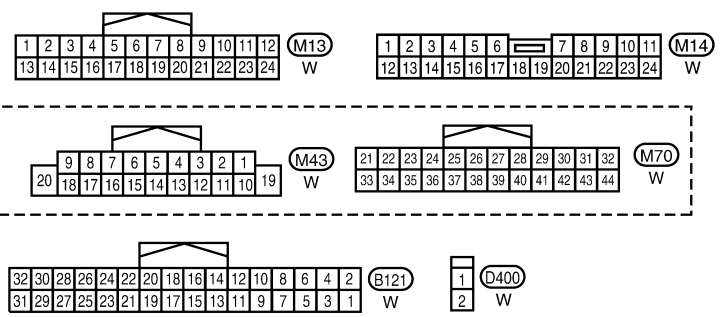 1 2 3 4 5 6 7 8 9 10 11 12 M13
13 14 15 16 17 18 19 20 21 22 23 24 W
1 2 3 4 5 6 7 8 9 10 11 M14
12 13 14 15 16 17 18 19 20 21 22 23 24 W
9 8 7 6 5 4 3 2 1 M43
20 18 17 16 15 14 13 12 11 10 19 W
21 22 23 24 25 26 27 28 29 30 31 32 M70
33 34 35 36 37 38 39 40 41 42 43 44 W
32 30 28 26 24 22 20 18 16 14 12 10 8 6 4 2 B121
31 29 27 25 23 21 19 17 15 13 11 9 7 5 3 1 W
1 D400
2 W